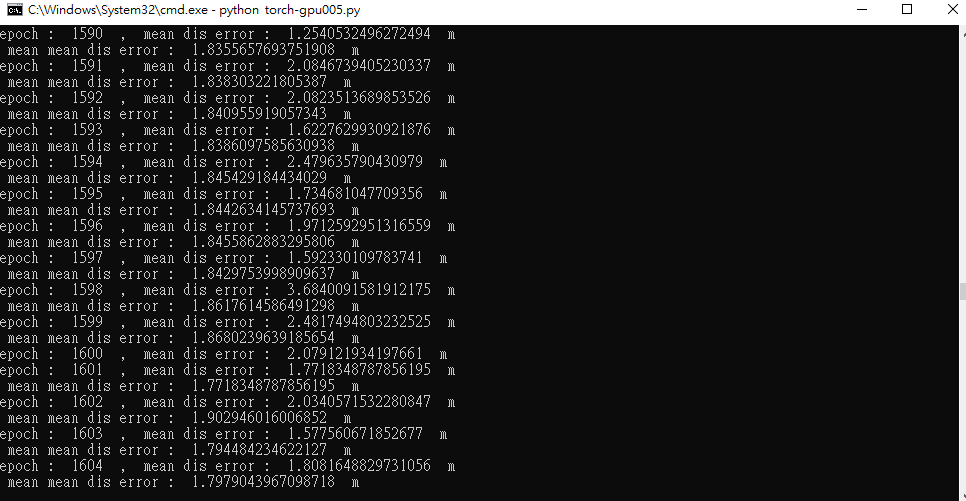 C:\Windows\System32\cmd.exe - python  torch-gpu005.py
epoch :  1590  ,  mean dis error :  1.2540532496272494  m
 mean mean dis error :  1.8355657693751908  m
epoch :  1591  ,  mean dis error :  2.0846739405230337  m
 mean mean dis error :  1.838303221805387  m
epoch :  1592  ,  mean dis error :  2.0823513689853526  m
 mean mean dis error :  1.840955919057343  m
epoch :  1593  ,  mean dis error :  1.6227629930921876  m
 mean mean dis error :  1.8386097585630938  m
epoch :  1594  ,  mean dis error :  2.479635790430979  m
 mean mean dis error :  1.845429184434029  m
epoch :  1595  ,  mean dis error :  1.734681047709356  m
 mean mean dis error :  1.8442634145737693  m
epoch :  1596  ,  mean dis error :  1.9712592951316559  m
 mean mean dis error :  1.8455862883295806  m
epoch :  1597  ,  mean dis error :  1.592330109783741  m
 mean mean dis error :  1.8429753998909637  m
epoch :  1598  ,  mean dis error :  3.6840091581912175  m
 mean mean dis error :  1.8617614586491298  m
epoch :  1599  ,  mean dis error :  2.4817494803232525  m
 mean mean dis error :  1.8680239639185654  m
epoch :  1600  ,  mean dis error :  2.079121934197661  m
epoch :  1601  ,  mean dis error :  1.7718348787856195  m
 mean mean dis error :  1.7718348787856195  m
epoch :  1602  ,  mean dis error :  2.0340571532280847  m
 mean mean dis error :  1.902946016006852  m
epoch :  1603  ,  mean dis error :  1.577560671852677  m
 mean mean dis error :  1.794484234622127  m
epoch :  1604  ,  mean dis error :  1.8081648829731056  m
 mean mean dis error :  1.7979043967098718  m